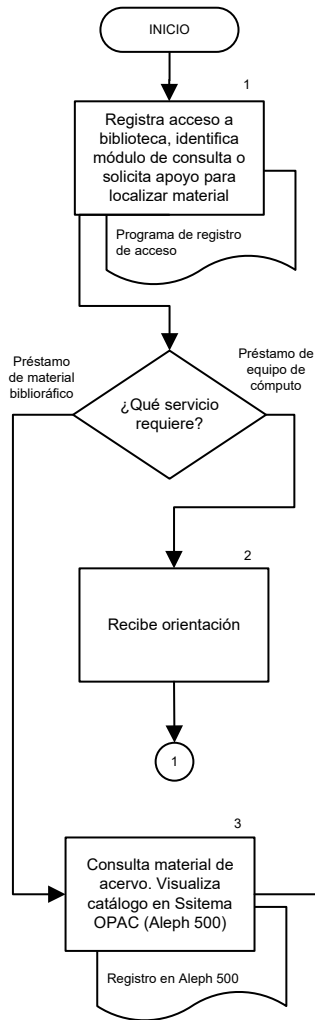 INICIO
1
Registra acceso a
biblioteca, identifica
módulo de consulta o
solicita apoyo para
localizar material
Programa de registro
de acceso
Préstamo
de material
biblioráfico
Préstamo de
equipo de
cómputo
¿Qué servicio
requiere?
2
Recibe orientación
1
3
Consulta material de
acervo. Visualiza
catálogo en Ssitema
OPAC (Aleph 500)
Registro en Aleph 500